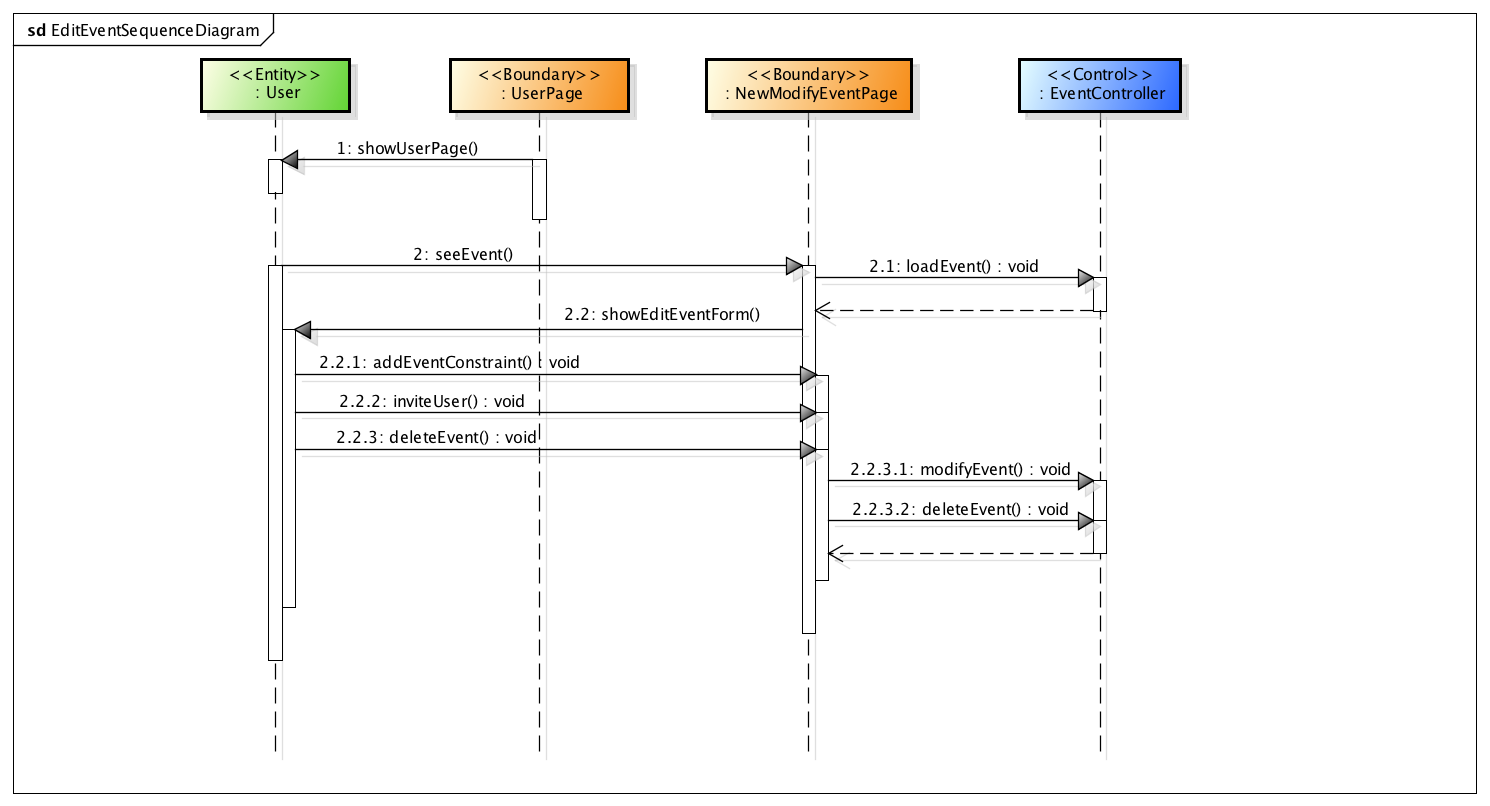 sd EditEventSequenceDiagram
<<Entity>>
: User
<<Boundary>>
: UserPage
<<Boundary>>
: NewModifyEventPage
<<Control>>
: EventController
1: showUserPage()
2: seeEvent()
2.1: loadEvent() : void
2.2: showEditEventForm()
2.2.1: addEventConstraint() : void
2.2.2: inviteUser() : void
2.2.3: deleteEvent() : void
2.2.3.1: modifyEvent() : void
2.2.3.2: deleteEvent() : void